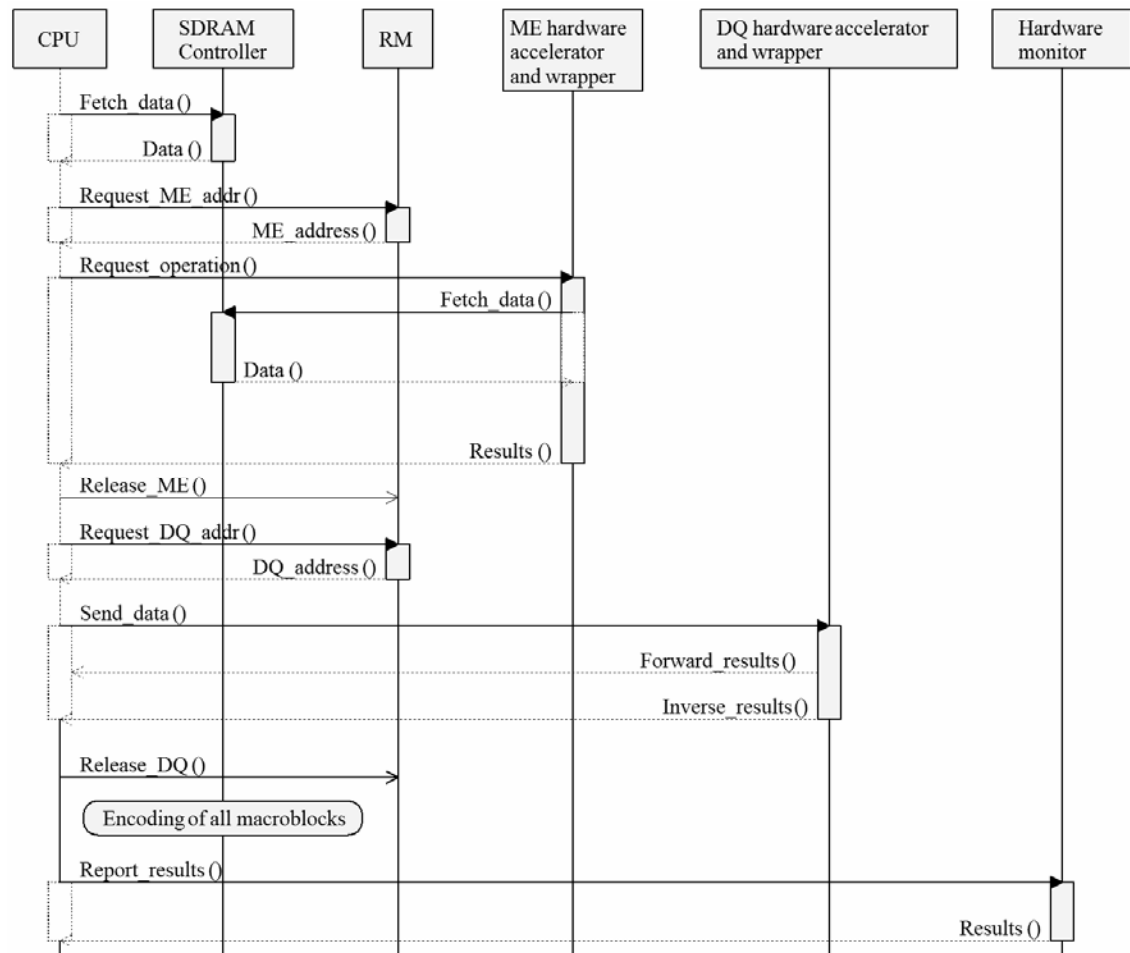 CPU
SDRAM
Controller
RM
ME hardware
accelerator
and wrapper
DQ hardware accelerator
and wrapper
Hardware
monitor
Fetch_data ()
Data ()
Request_ME_addr()
ME_address()
Request_operation()
Fetch_data ()
Data ()
Results ()
Release_ME()
Request_DQ_addr()
DQ_address()
Send_data ()
Forward_results()
Inverse_results()
Release_DQ()
Encoding of all macroblocks
Report_results ()
Results ()